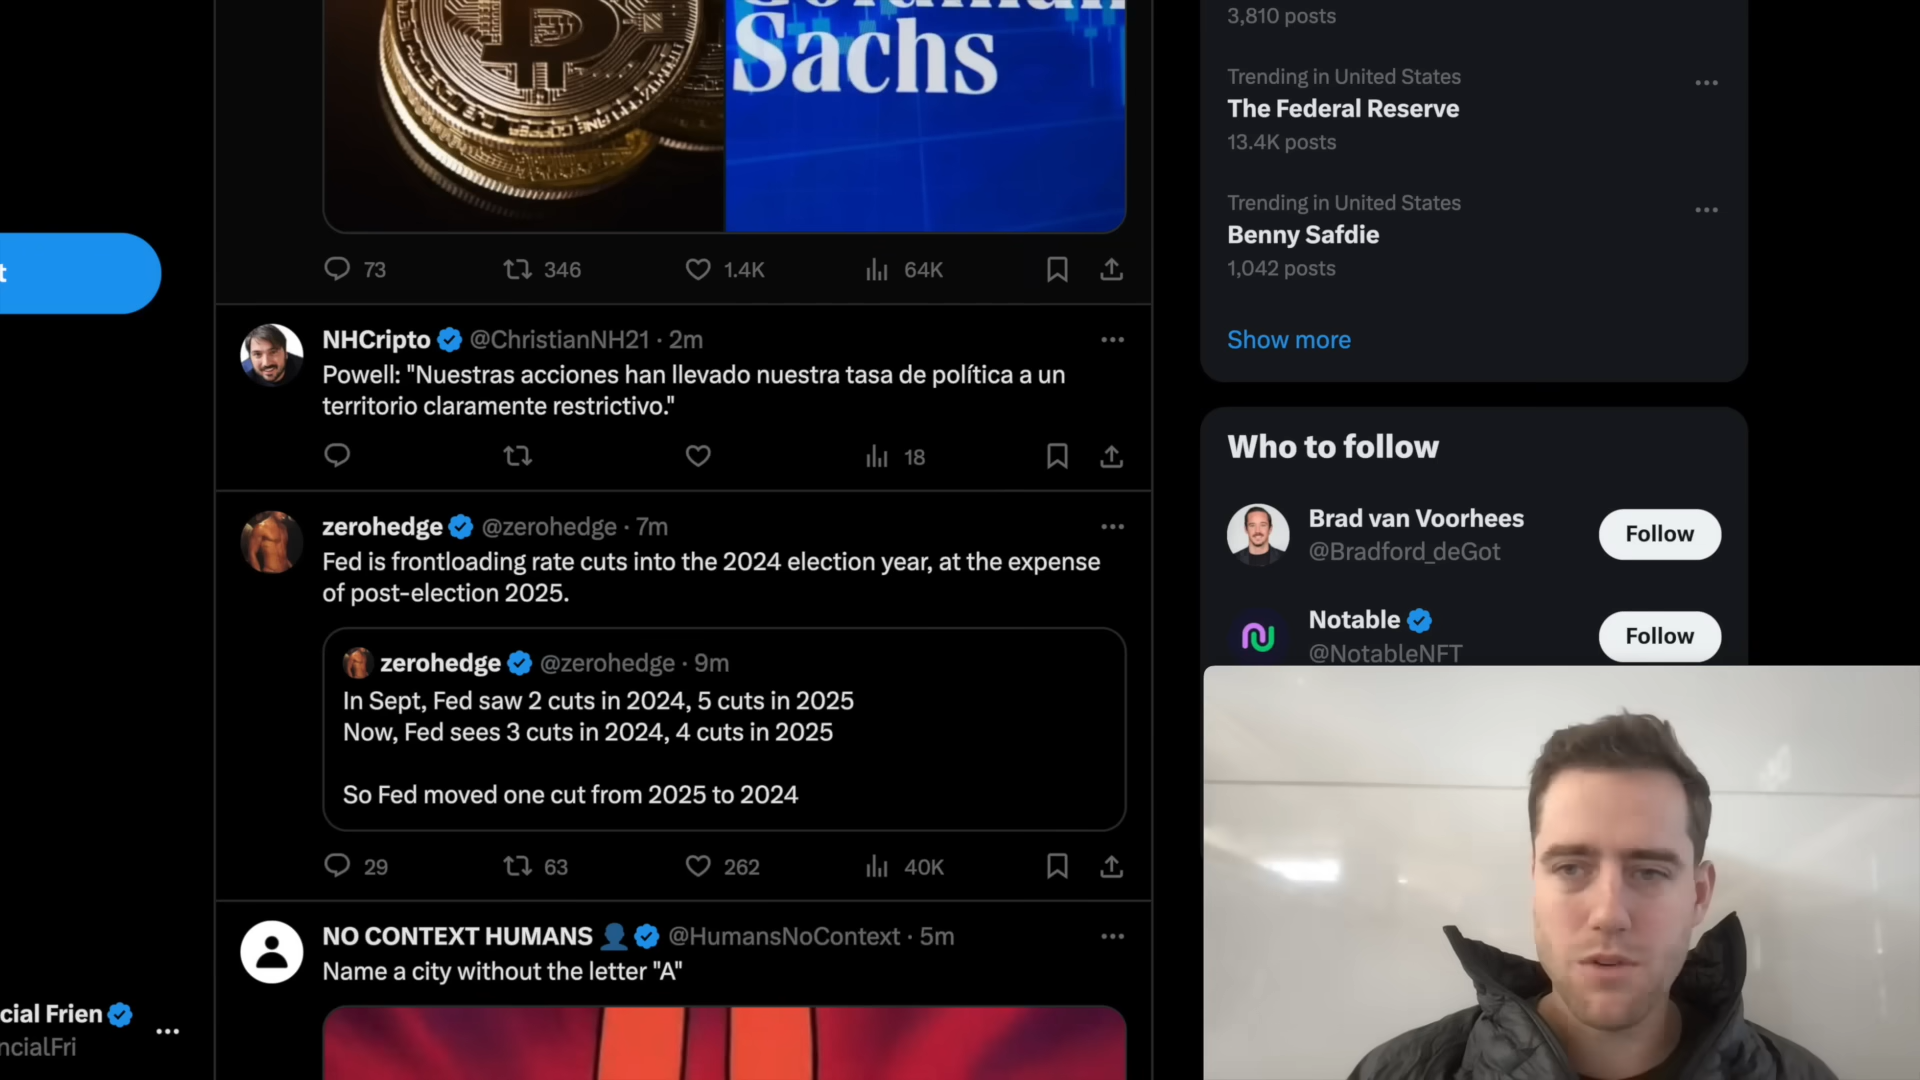 Sachs
73
346
1.4K
64K
NHCripto @ChristianNH21 · 2m
Powell: "Nuestras acciones han llevado nuestra tasa de política a un
territorio claramente restrictivo."
18
zerohedge @zerohedge · 7m
Fed is frontloading rate cuts into the 2024 election year, at the expense
of post-election 2025.
zerohedge @zerohedge · 9m
In Sept, Fed saw 2 cuts in 2024, 5 cuts in 2025
Now, Fed sees 3 cuts in 2024, 4 cuts in 2025
So Fed moved one cut from 2025 to 2024
29
63
262
40K
NO CONTEXT HUMANS @HumansNoContext · 5m
Name a city without the letter "A"
t
cial Frien
ncialFri
3,810 posts
Trending in United States
The Federal Reserve
13.4K posts
Trending in United States
Benny Safdie
1,042 posts
Show more
Who to follow
Brad van Voorhees
@Bradford_deGot
Follow
Notable
@NotableNFT
Follow